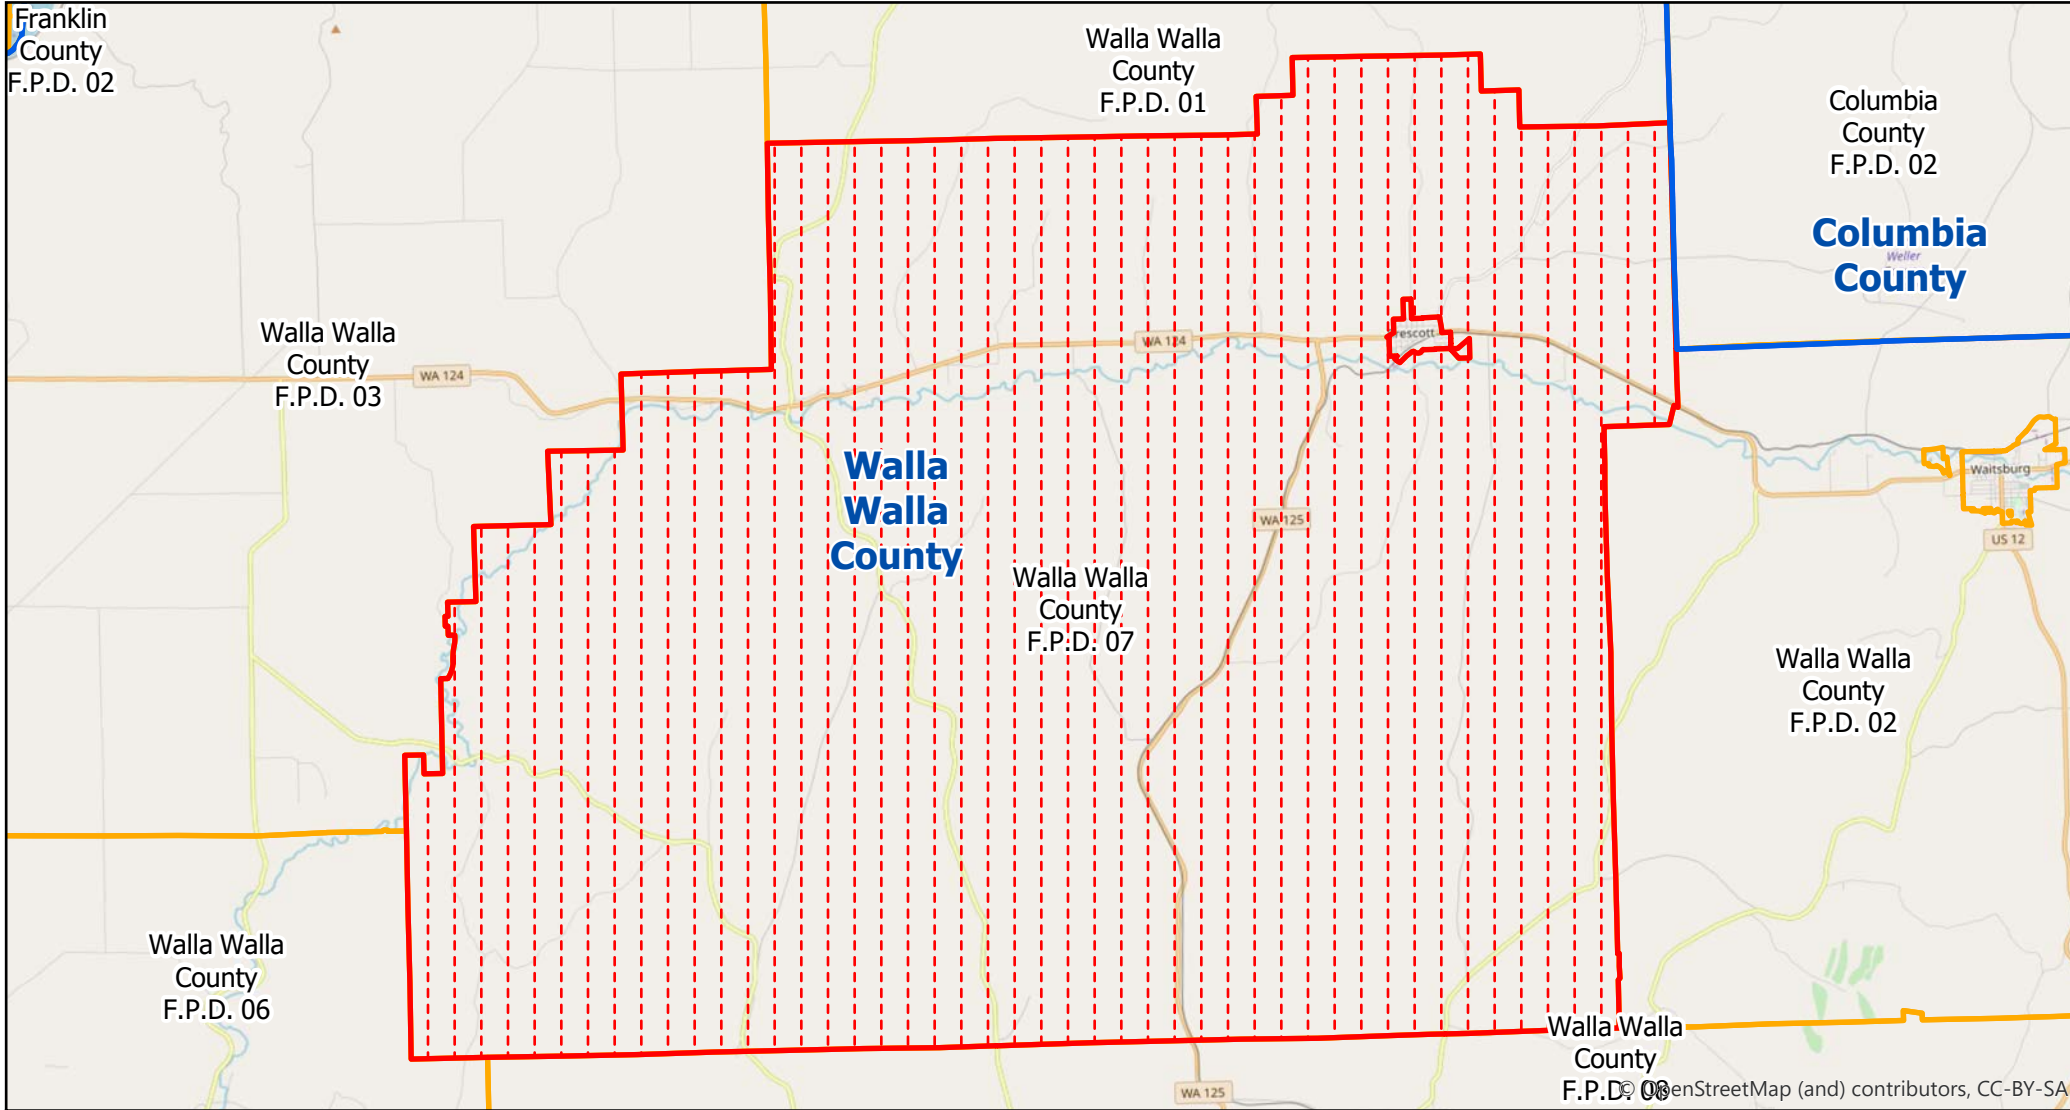 Franklin
County
F.P.D. 02
Walla Walla
County
F.P.D. 01
Columbia
County
F.P.D. 02
Columbia
County
Weller
Walla Walla
County
F.P.D. 03
WA 124
WA 124
rescott
Walla
Walla
County
Waitsburg
WA 125
US 12
Walla Walla
County
F.P.D. 07
Walla Walla
County
F.P.D. 02
Walla Walla
County
F.P.D. 06
Walla Walla
County
F.P.D. 08
WA 125
© OpenStreetMap (and) contributors, CC-BY-SA